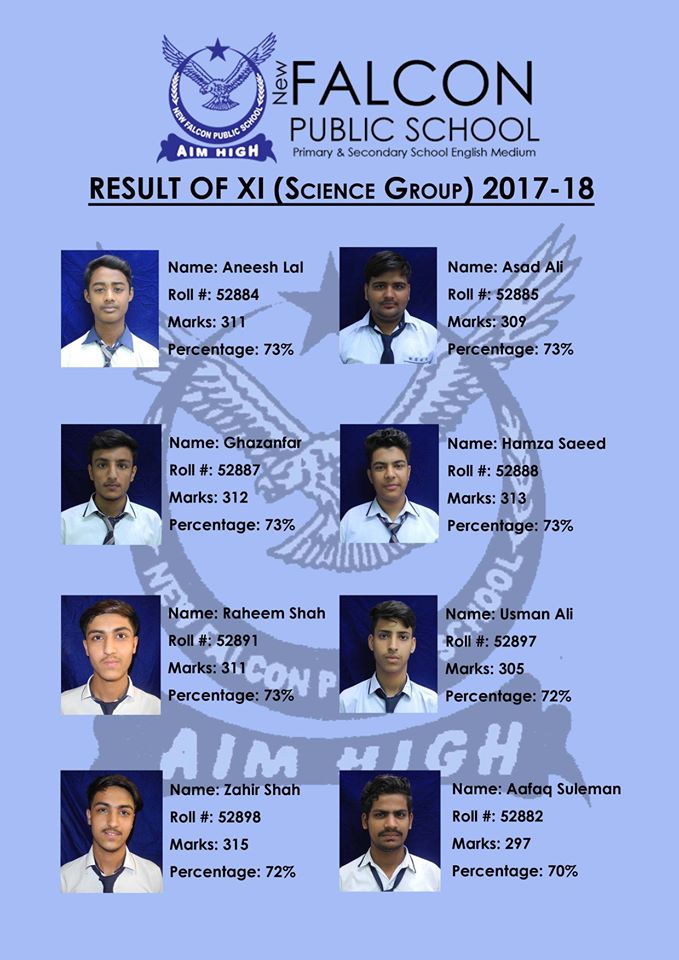 NEW FALCON PUBLIC SCHOOL
AIM HIGH
New FALCON
PUBLIC SCHOOL
Primary & Secondary School English Medium
RESULT OF XI (SCIENCE GROUP) 2017-18
Name: Aneesh Lal
Roll #: 52884
Marks: 311
Percentage: 73%
Name: Asad Ali
Roll #: 52885
Marks: 309
Percentage: 73%
Name: Ghazanfar
Roll #: 52887
Marks: 312
Percentage: 73%
Name: Hamza Saeed
Roll #: 52888
Marks: 313
Percentage: 73%
Name: Raheem Shah
Roll #: 52891
Marks: 311
Percentage: 73%
Name: Usman Ali
Roll #: 52897
Marks: 305
Percentage: 72%
Name: Zahir Shah
Roll #: 52898
Marks: 315
Percentage: 72%
Name: Aafaq Suleman
Roll #: 52882
Marks: 297
Percentage: 70%
NEW FALCON P SCHOOL
AIM HIGH